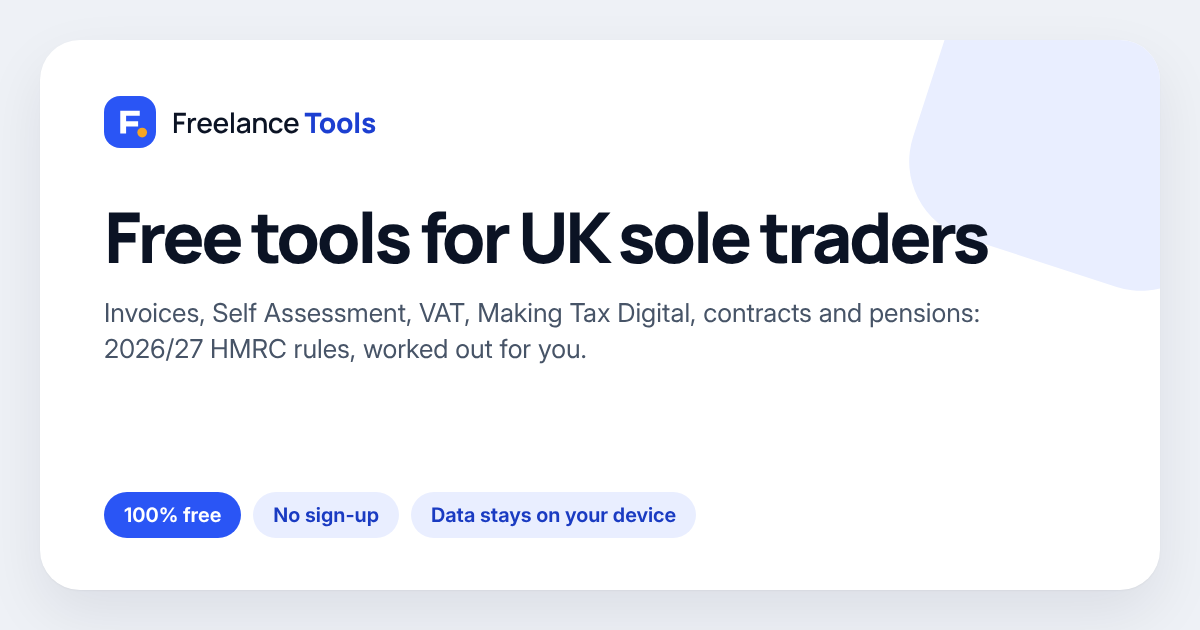 F
Freelance Tools
Free tools for UK sole traders
Invoices, Self Assessment, VAT, Making Tax Digital, contracts and pensions:
2026/27 HMRC rules, worked out for you.
100% free
No sign-up
Data stays on your device